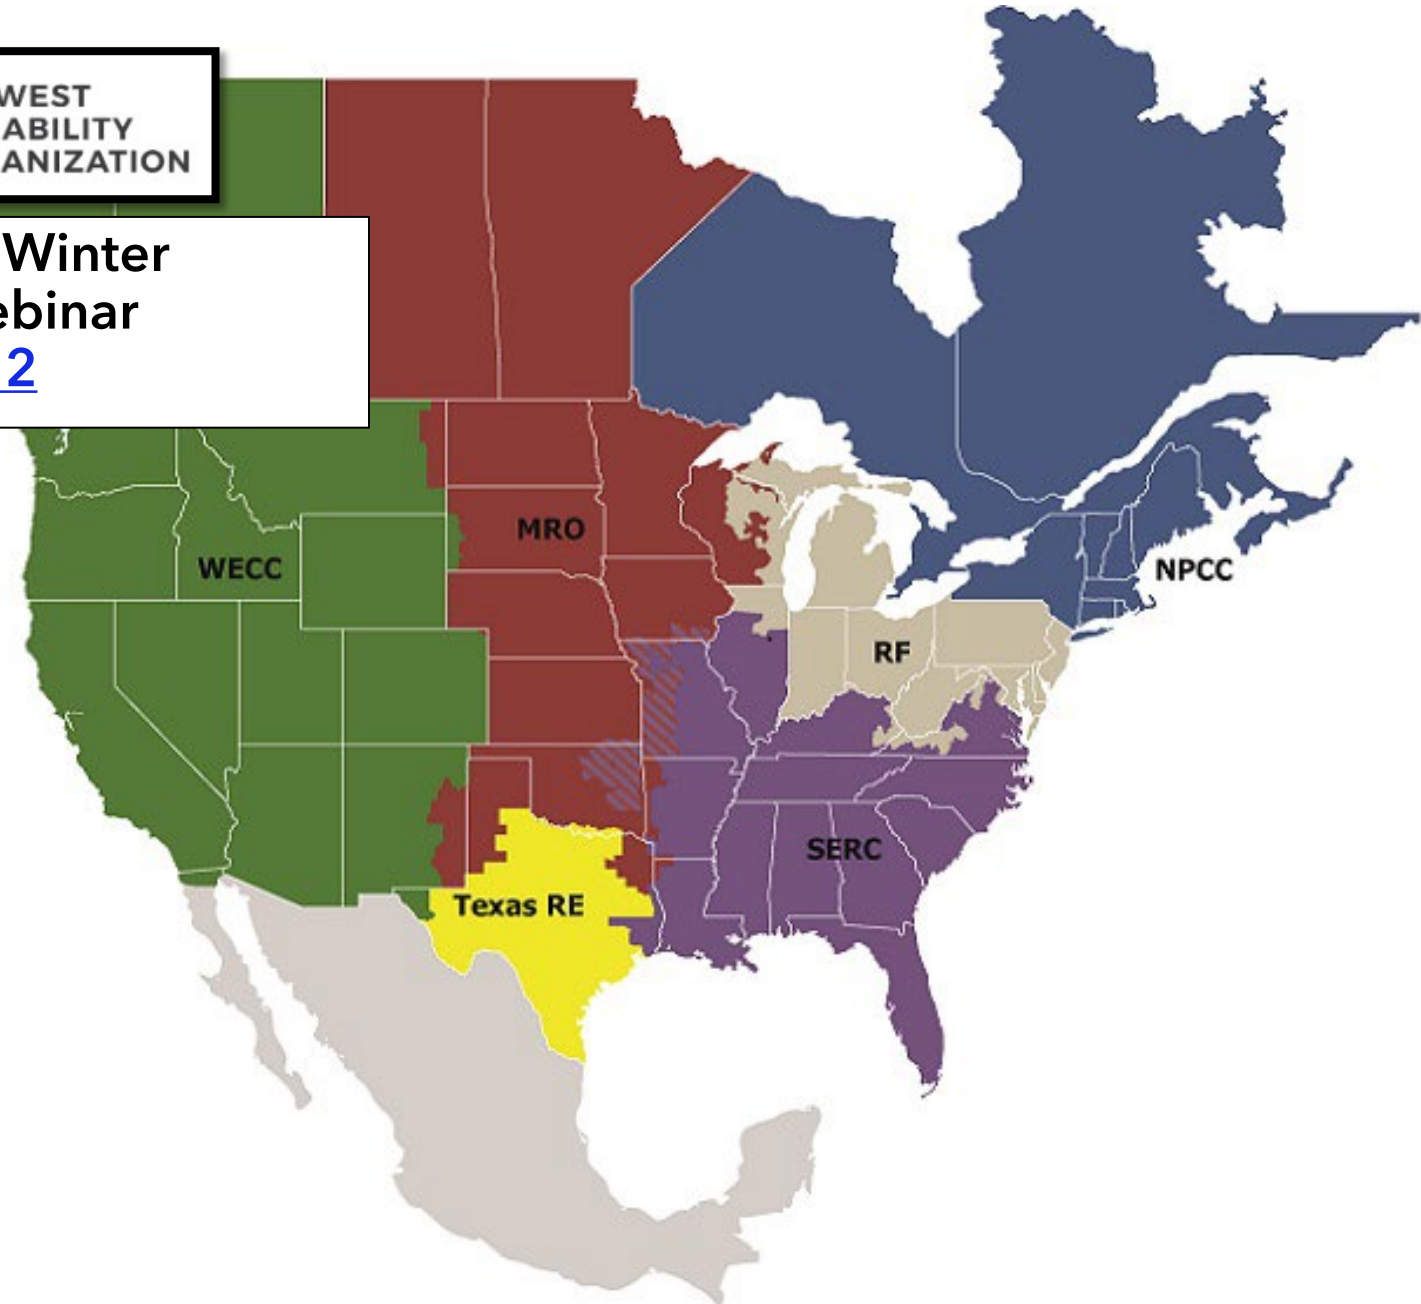 WEST
ABILITY
ANIZATION
Winter
ebinar
2
MRO
WECC
NPCC
RF
SERC
Texas RE